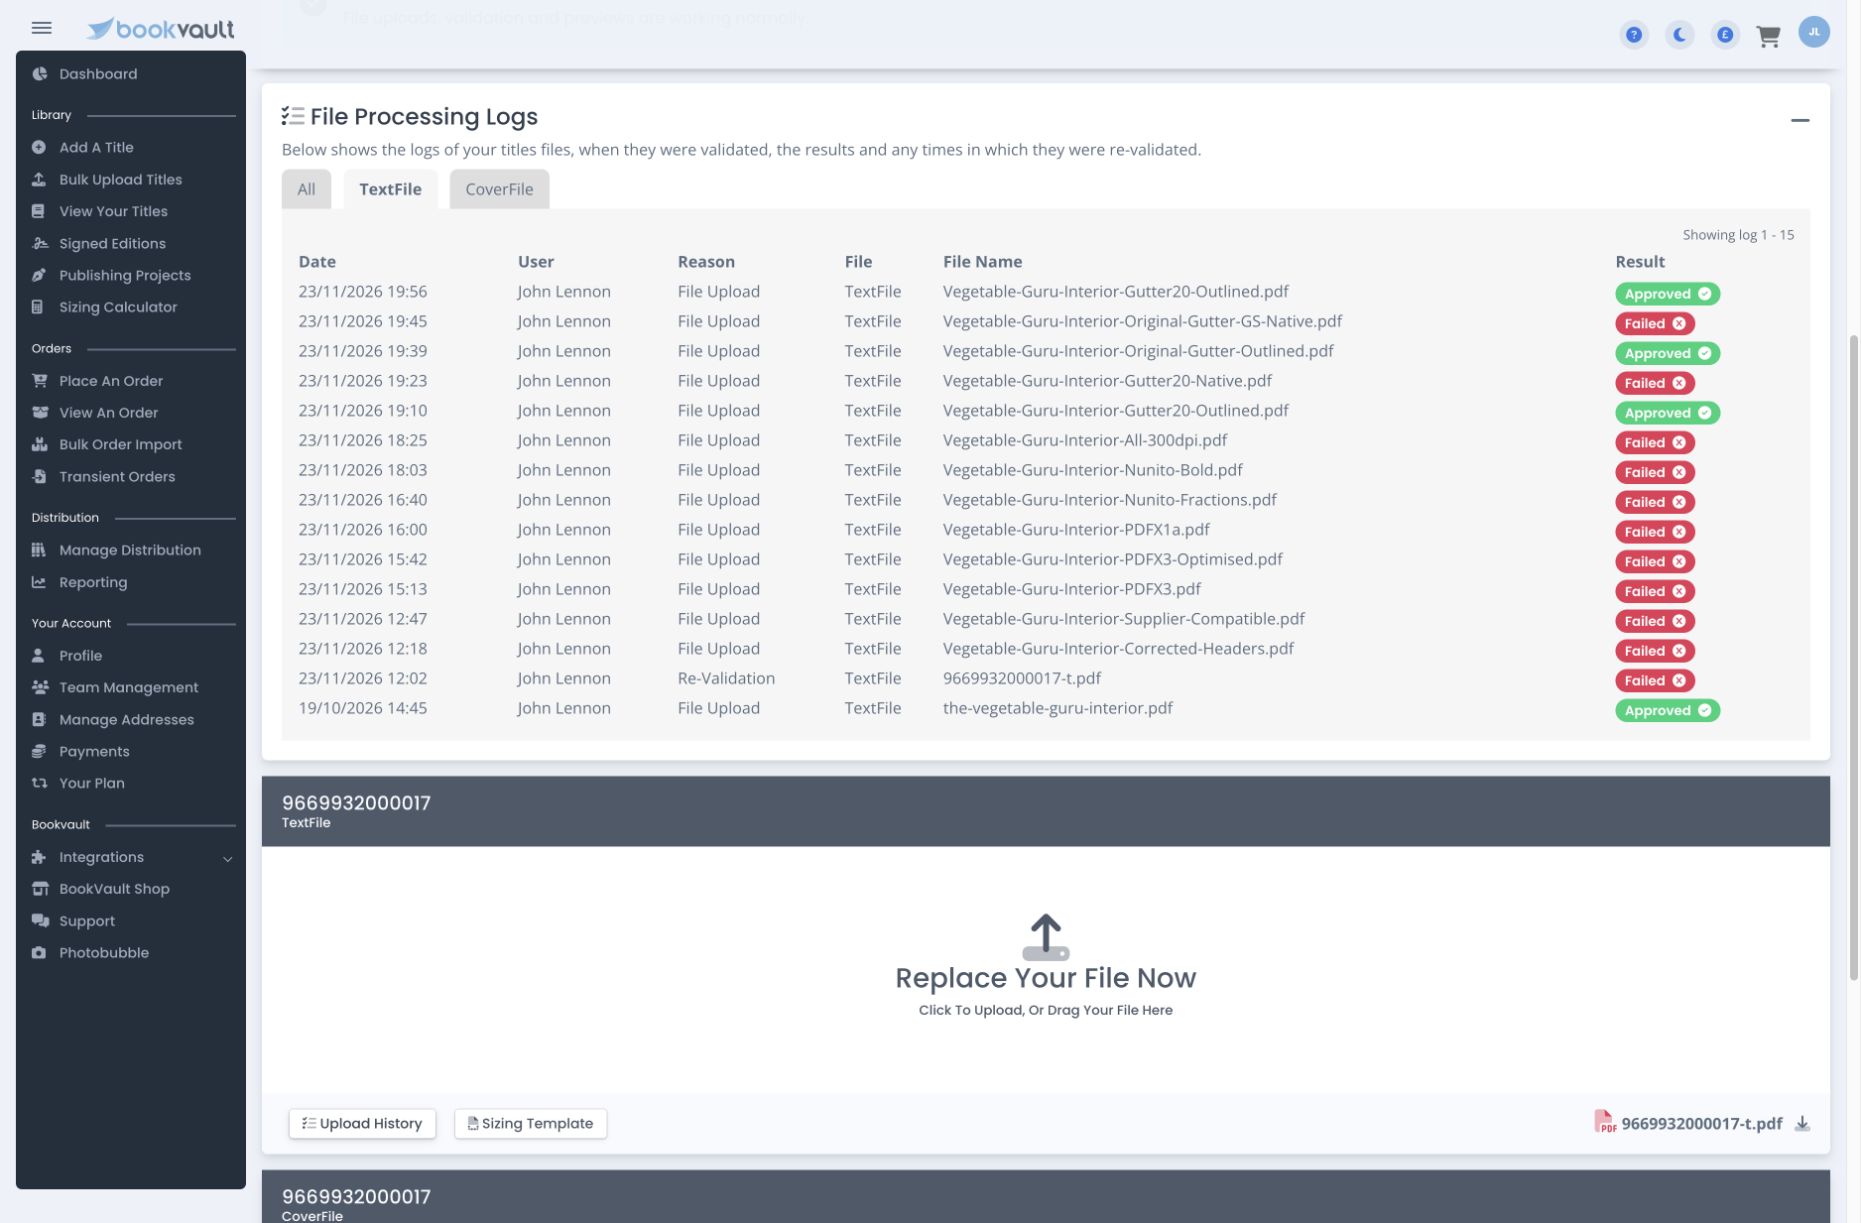 File uploads, validation and previews are working normally.
bookvault
£
JL
Dashboard
Library
Add A Title
Bulk Upload Titles
View Your Titles
Signed Editions
Publishing Projects
Sizing Calculator
Orders
Place An Order
View An Order
Bulk Order Import
Transient Orders
Distribution
Manage Distribution
Reporting
Your Account
Profile
Team Management
Manage Addresses
Payments
Your Plan
Bookvault
Integrations
BookVault Shop
Support
Photobubble
File Processing Logs
Below shows the logs of your titles files, when they were validated, the results and any times in which they were re-validated.
All TextFile CoverFile
Showing log 1 - 15
Date User Reason File File Name Result
23/11/2026 19:56 John Lennon File Upload TextFile Vegetable-Guru-Interior-Gutter20-Outlined.pdf Approved
23/11/2026 19:45 John Lennon File Upload TextFile Vegetable-Guru-Interior-Original-Gutter-GS-Native.pdf Failed
23/11/2026 19:39 John Lennon File Upload TextFile Vegetable-Guru-Interior-Original-Gutter-Outlined.pdf Approved
23/11/2026 19:23 John Lennon File Upload TextFile Vegetable-Guru-Interior-Gutter20-Native.pdf Failed
23/11/2026 19:10 John Lennon File Upload TextFile Vegetable-Guru-Interior-Gutter20-Outlined.pdf Approved
23/11/2026 18:25 John Lennon File Upload TextFile Vegetable-Guru-Interior-All-300dpi.pdf Failed
23/11/2026 18:03 John Lennon File Upload TextFile Vegetable-Guru-Interior-Nunito-Bold.pdf Failed
23/11/2026 16:40 John Lennon File Upload TextFile Vegetable-Guru-Interior-Nunito-Fractions.pdf Failed
23/11/2026 16:00 John Lennon File Upload TextFile Vegetable-Guru-Interior-PDFX1a.pdf Failed
23/11/2026 15:42 John Lennon File Upload TextFile Vegetable-Guru-Interior-PDFX3-Optimised.pdf Failed
23/11/2026 15:13 John Lennon File Upload TextFile Vegetable-Guru-Interior-PDFX3.pdf Failed
23/11/2026 12:47 John Lennon File Upload TextFile Vegetable-Guru-Interior-Supplier-Compatible.pdf Failed
23/11/2026 12:18 John Lennon File Upload TextFile Vegetable-Guru-Interior-Corrected-Headers.pdf Failed
23/11/2026 12:02 John Lennon Re-Validation TextFile 9669932000017-t.pdf Failed
19/10/2026 14:45 John Lennon File Upload TextFile the-vegetable-guru-interior.pdf Approved
9669932000017
TextFile
Replace Your File Now
Click To Upload, Or Drag Your File Here
Upload History Sizing Template PDF 9669932000017-t.pdf
9669932000017
CoverFile